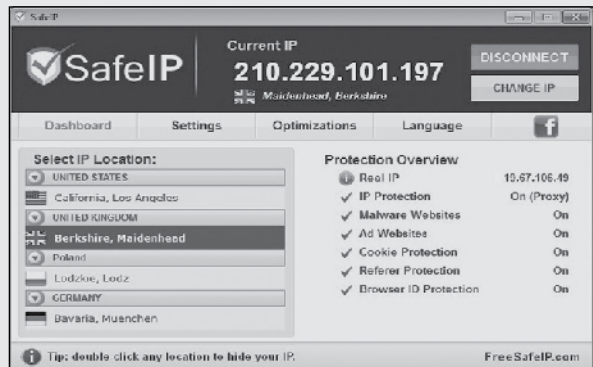 SafeIP
SafeIP
Current IP
210.229.101.197
Maidenhead, Berkshire
DISCONNECT
CHANGE IP
Dashboard Settings Optimizations Language f
Select IP Location:
UNITED STATES
California, Los Angeles
UNITED KINGDOM
Berkshire, Maidenhead
Poland
Lodzkie, Lodz
GERMANY
Bavaria, Muenchen
Protection Overview
Real IP 19.67.106.49
IP Protection On (Proxy)
Malware Websites On
Ad Websites On
Cookie Protection On
Referer Protection On
Browser ID Protection On
Tip: double click any location to hide your IP.
FreeSafeIP.com